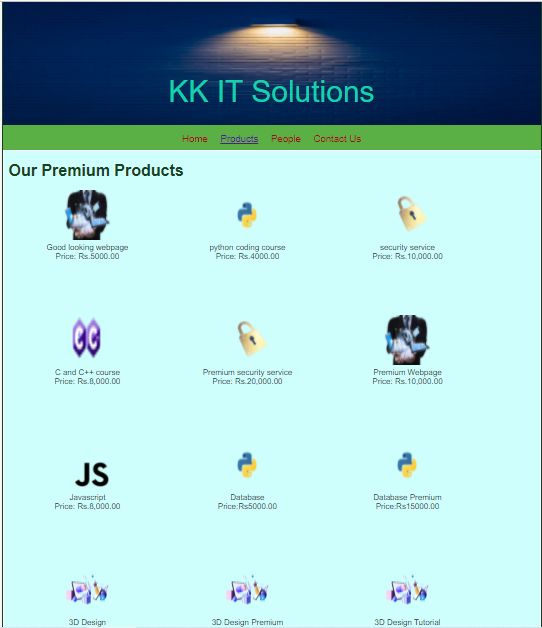 KK IT Solutions
Home Products People Contact Us
Our Premium Products
Good looking webpage
Price: Rs.5000.00
python coding course
Price: Rs.4000.00
security service
Price: Rs.10,000.00
C and C++ course
Price: Rs.8,000.00
Premium security service
Price: Rs.20,000.00
Premium Webpage
Price: Rs.10,000.00
JS
Javascript
Price: Rs.8,000.00
Database
Price:Rs5000.00
Database Premium
Price:Rs15000.00
3D Design
3D Design Premium
3D Design Tutorial